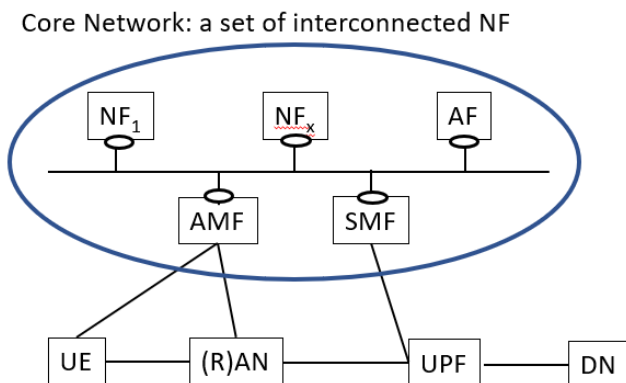 Core Network: a set of interconnected NF
NF₁
NFₓ
AF
AMF
SMF
UE
(R)AN
UPF
DN